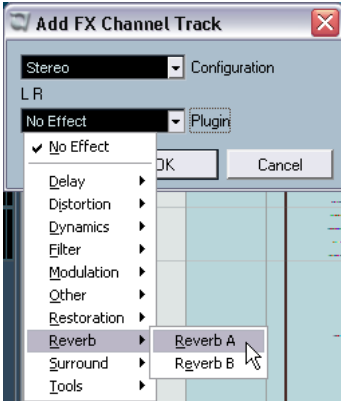 Add FX Channel Track
Stereo Configuration
L R
No Effect Plugin
No Effect
OK Cancel
Delay
Distortion
Dynamics
Filter
Modulation
Other
Restoration
Reverb Reverb A
Surround Reverb B
Tools